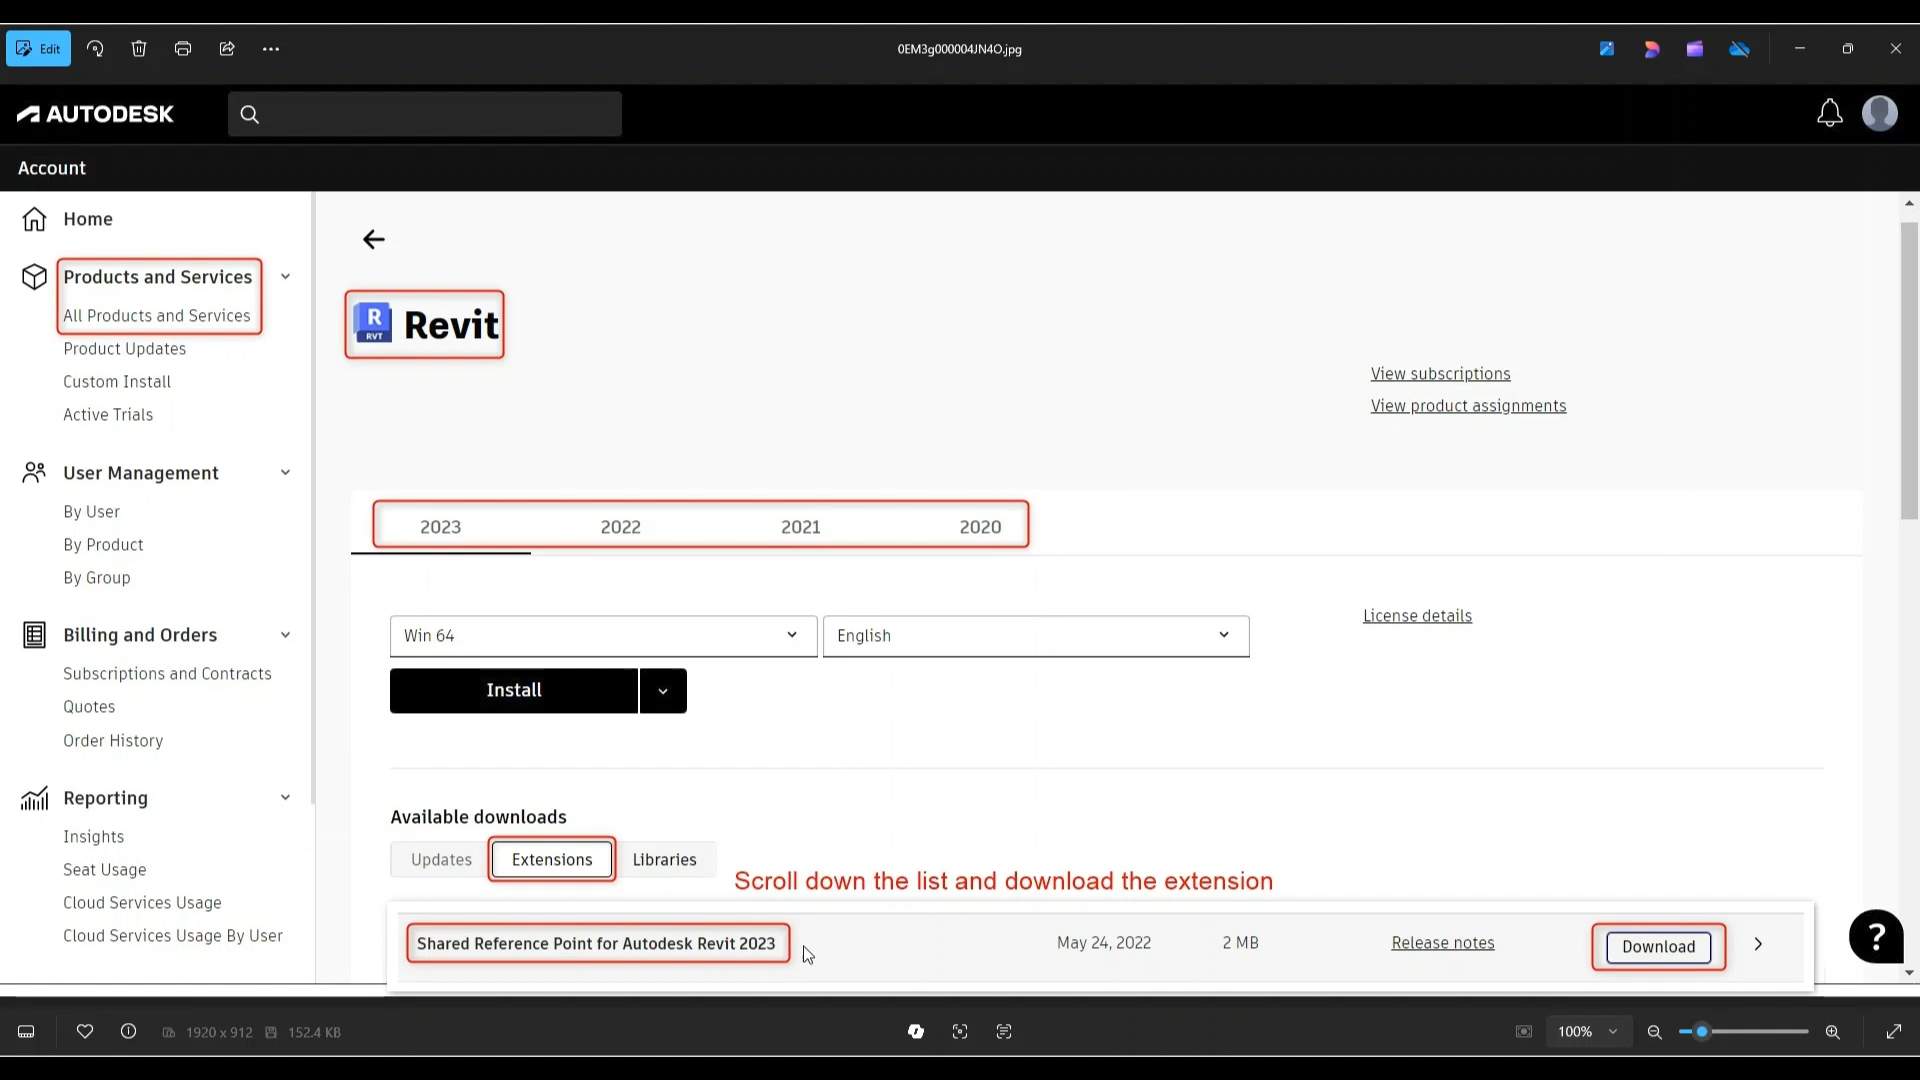 Edit
0EM3g000004JN4O.jpg
AUTODESK
Account
Home
Products and Services
All Products and Services
Product Updates
Custom Install
Active Trials
User Management
By User
By Product
By Group
Billing and Orders
Subscriptions and Contracts
Quotes
Order History
Reporting
Insights
Seat Usage
Cloud Services Usage
Cloud Services Usage By User
R
RVT
Revit
View subscriptions
View product assignments
2023 2022 2021 2020
Win 64 English
License details
Install
Available downloads
Updates Extensions Libraries
Scroll down the list and download the extension
Shared Reference Point for Autodesk Revit 2023 May 24, 2022 2 MB Release notes Download
?
1920 x 912 152.4 KB 100%